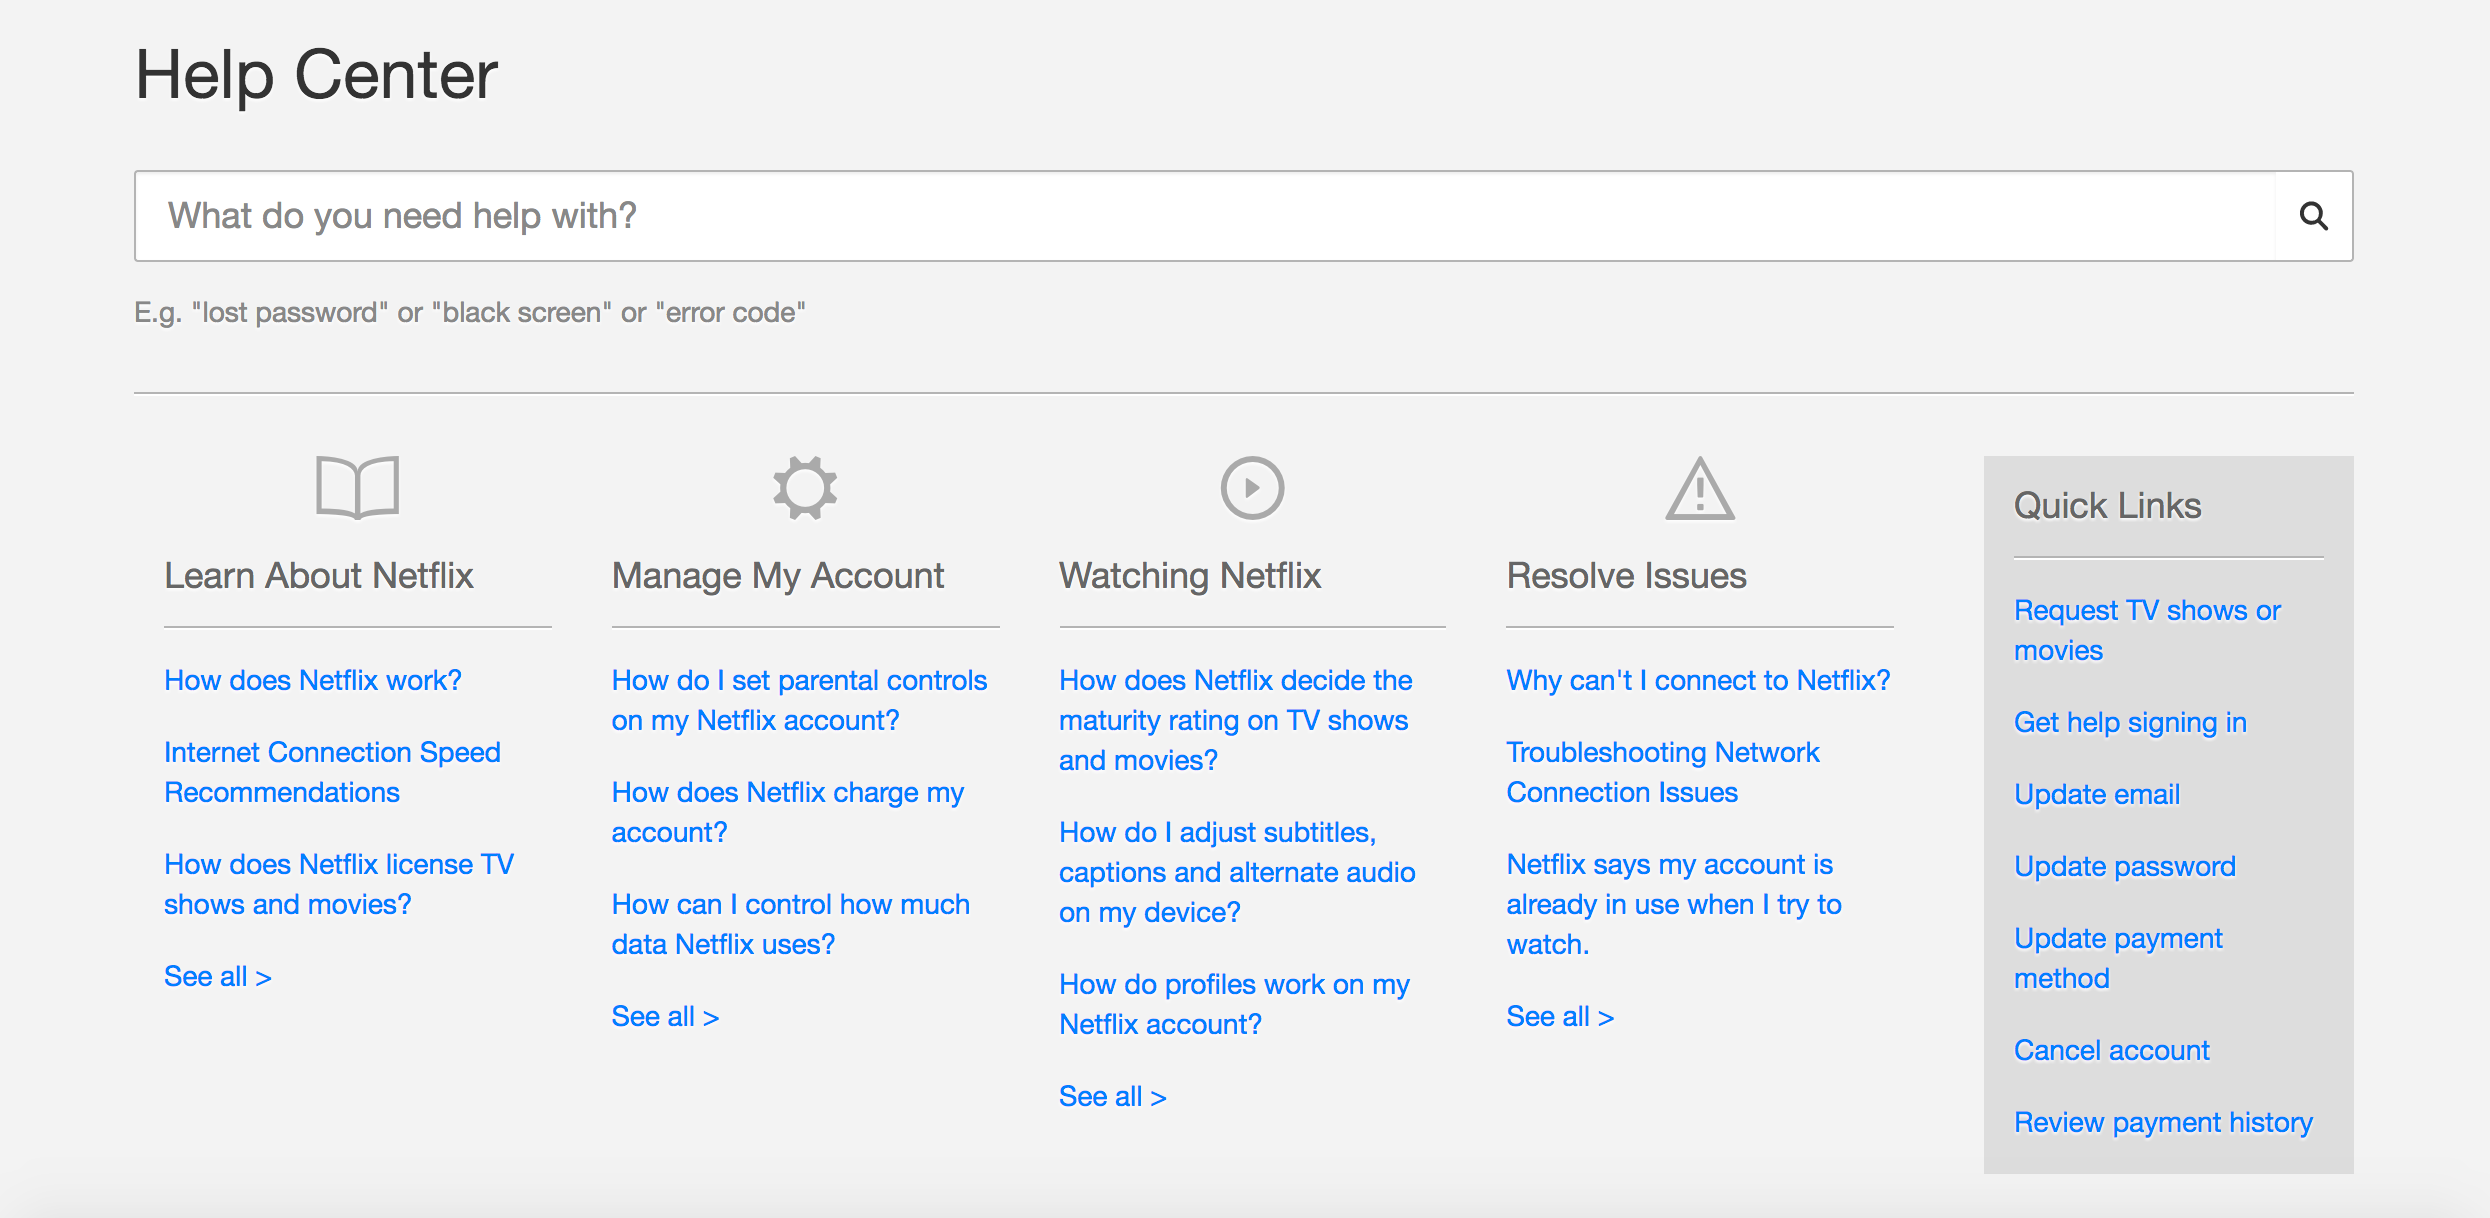 Help Center
What do you need help with?
E.g. "lost password" or "black screen" or "error code"
Learn About Netflix
How does Netflix work?
Internet Connection Speed
Recommendations
How does Netflix license TV
shows and movies?
See all >
Manage My Account
How do I set parental controls
on my Netflix account?
How does Netflix charge my
account?
How can I control how much
data Netflix uses?
See all >
Watching Netflix
How does Netflix decide the
maturity rating on TV shows
and movies?
How do I adjust subtitles,
captions and alternate audio
on my device?
How do profiles work on my
Netflix account?
See all >
Resolve Issues
Why can't I connect to Netflix?
Troubleshooting Network
Connection Issues
Netflix says my account is
already in use when I try to
watch.
See all >
Quick Links
Request TV shows or
movies
Get help signing in
Update email
Update password
Update payment
method
Cancel account
Review payment history